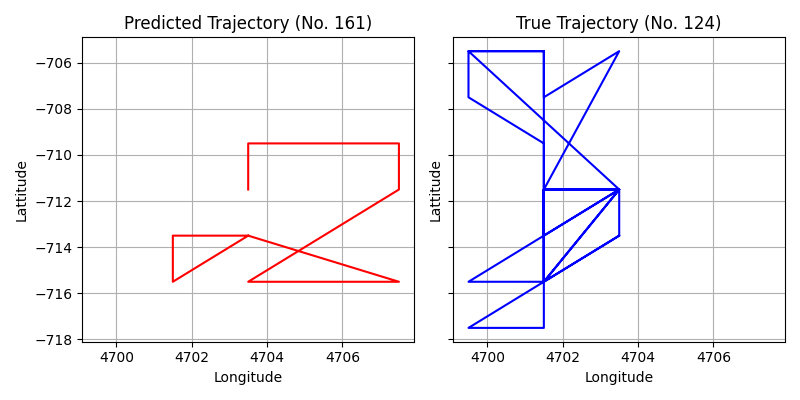 Predicted Trajectory (No. 161)
True Trajectory (No. 124)
−706
−708
−710
−712
−714
−716
−718
Lattitude
Lattitude
4700 4702 4704 4706
4700 4702 4704 4706
Longitude
Longitude